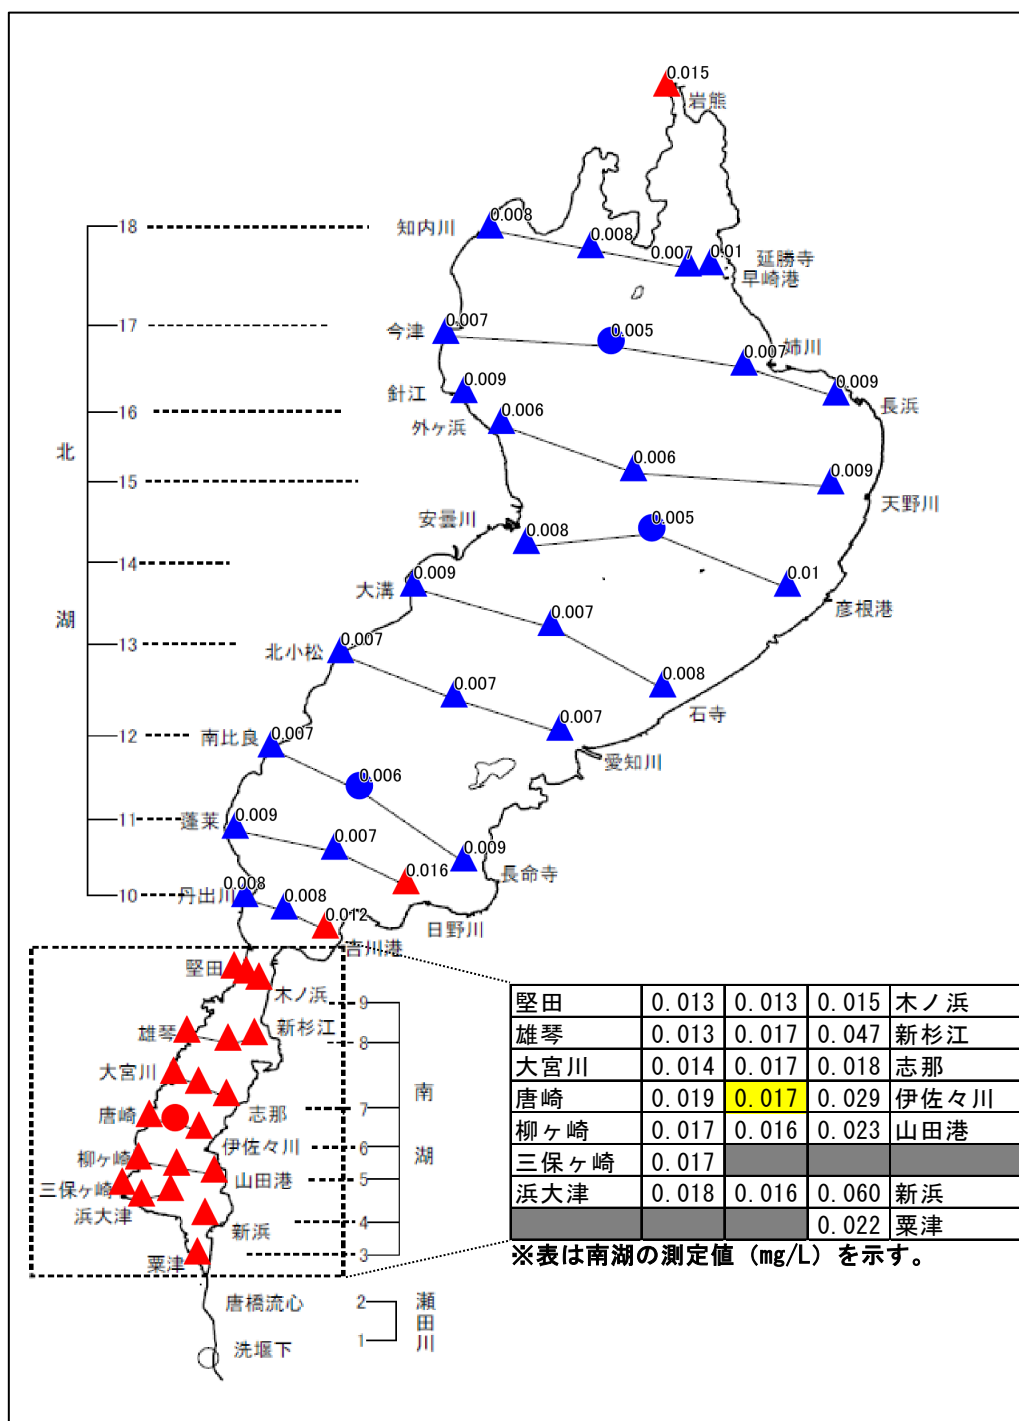 0.015
岩熊
18
知内川
0.008
0.008
0.007
0.01
延勝寺
早崎港
17
今津
0.007
0.005
0.007
姉川
針江
0.009
0.009
長浜
16
外ヶ浜
0.006
北
15
0.006
0.009
天野川
安曇川
0.008
0.005
14
大溝
0.009
0.01
彦根港
湖
0.007
13
北小松
0.007
0.008
石寺
0.007
0.007
12
南比良
0.007
愛知川
0.006
11
蓬莱
0.009
0.007
0.009
長命寺
0.016
10
丹出川
0.008
0.008
日野川
0.012
吉川港
堅田
木ノ浜
9
雄琴
新杉江
8
大宮川
志那
7
南
唐崎
伊佐々川
6
湖
柳ヶ崎
山田港
5
三保ヶ崎
浜大津
新浜
4
粟津
3
唐橋流心
2
瀬
田
川
1
洗堰下
堅田 0.013 0.013 0.015 木ノ浜
雄琴 0.013 0.017 0.047 新杉江
大宮川 0.014 0.017 0.018 志那
唐崎 0.019 0.017 0.029 伊佐々川
柳ヶ崎 0.017 0.016 0.023 山田港
三保ヶ崎 0.017
浜大津 0.018 0.016 0.060 新浜
0.022 粟津
※表は南湖の測定値（mg/L）を示す。